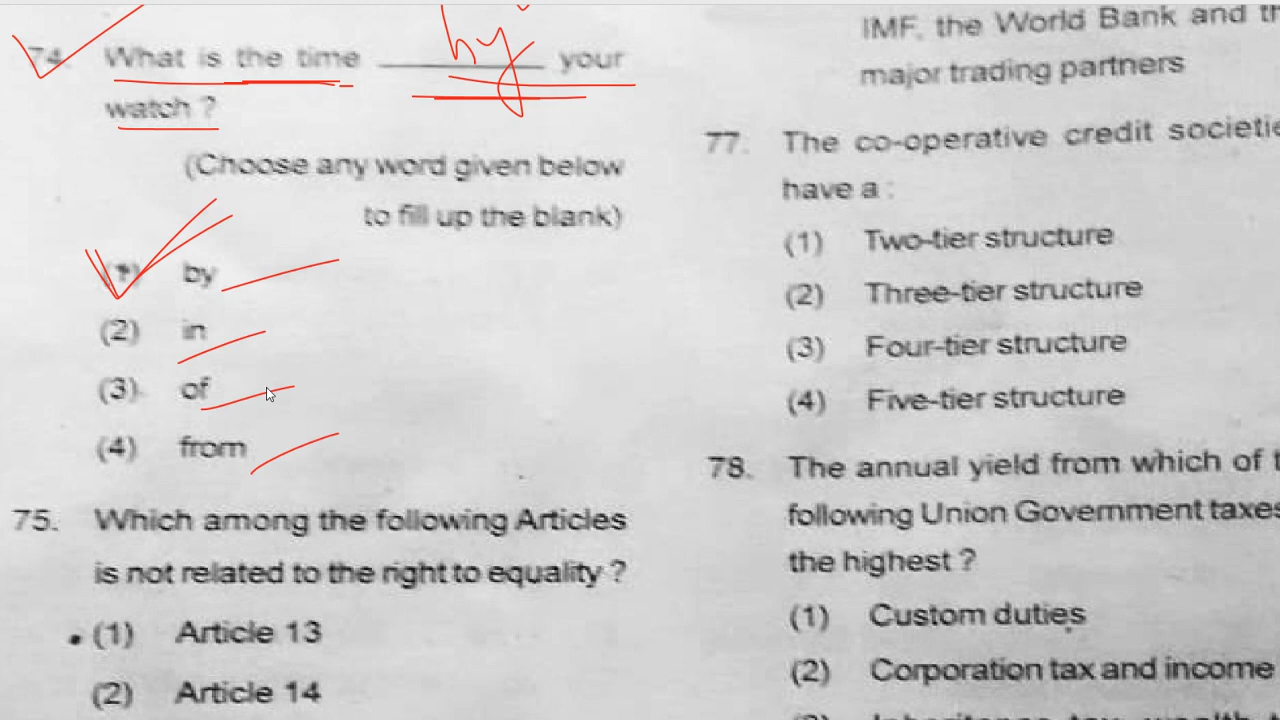 74. What is the time by your
watch ?
(Choose any word given below
to fill up the blank)
(1) by
(2) in
(3) of
(4) from
75. Which among the following Articles
is not related to the right to equality ?
(1) Article 13
(2) Article 14
IMF, the World Bank and
major trading partners
77. The co-operative credit
have a :
(1) Two-tier structure
(2) Three-tier structure
(3) Four-tier structure
(4) Five-tier structure
78. The annual yield from which of
following Union Government taxes
the highest ?
(1) Custom duties
(2) Corporation tax and income